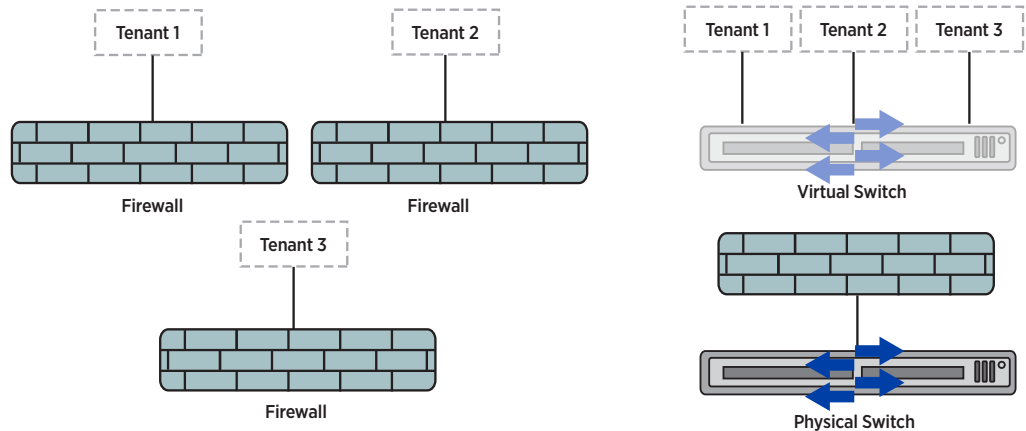 Tenant 1
Tenant 2
Firewall
Firewall
Tenant 3
Firewall
Tenant 1
Tenant 2
Tenant 3
Virtual Switch
Physical Switch